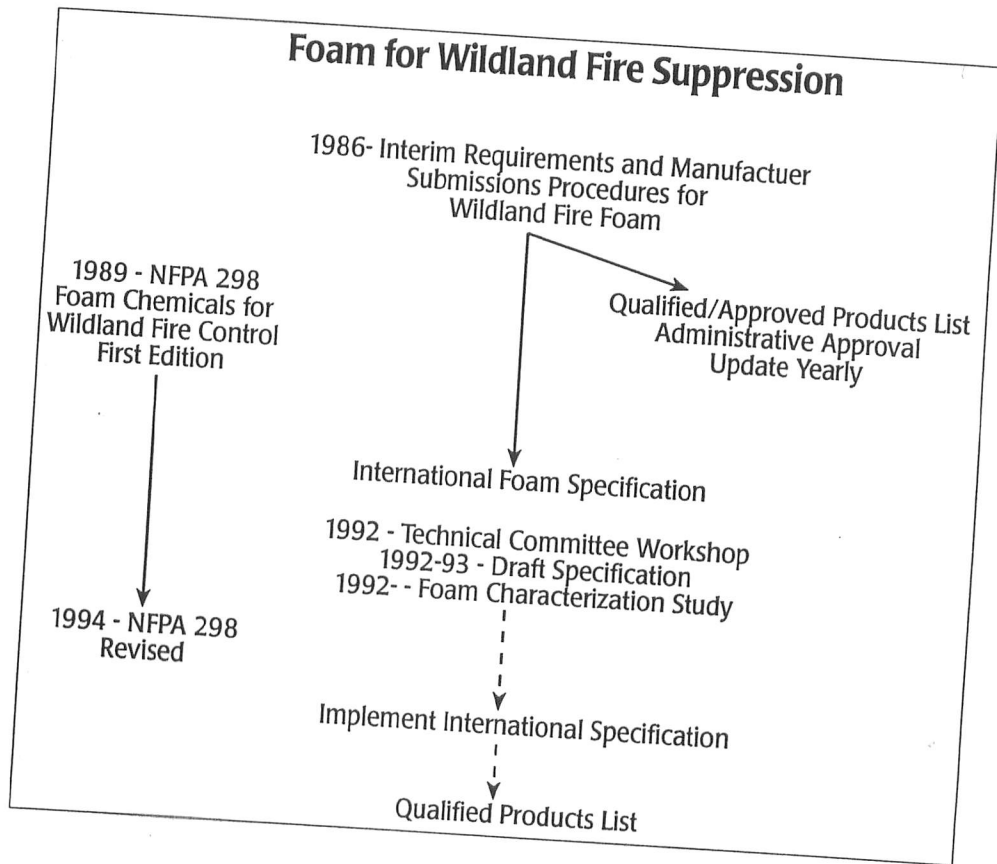 Foam for Wildland Fire Suppression
1986- Interim Requirements and Manufactuer
Submissions Procedures for
Wildland Fire Foam
1989 - NFPA 298
Foam Chemicals for
Wildland Fire Control
First Edition
Qualified/Approved Products List
Administrative Approval
Update Yearly
International Foam Specification
1992 - Technical Committee Workshop
1992-93 - Draft Specification
1992- - Foam Characterization Study
1994 - NFPA 298
Revised
Implement International Specification
Qualified Products List